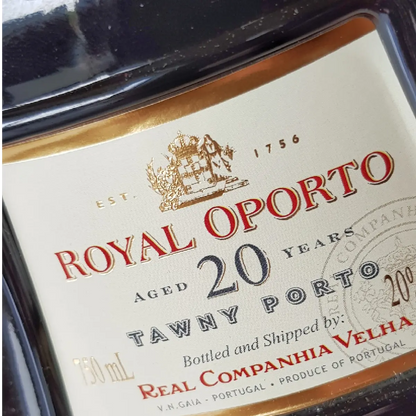 EST. 1756
ROYAL OPORTO
AGED 20 YEARS
TAWNY PORTO
20º
750 mL
Bottled and Shipped by:
REAL COMPANHIA VELHA
V.N.GAIA - PORTUGAL • PRODUCE OF PORTUGAL